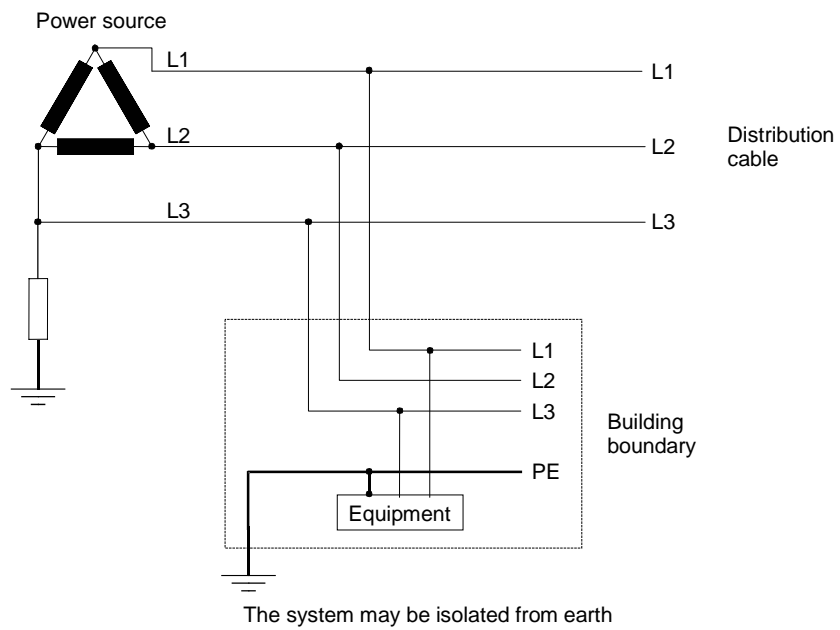 Power source
L1
L1
L2
L2
Distribution
cable
L3
L3
L1
L2
L3
Building
boundary
PE
Equipment
The system may be isolated from earth